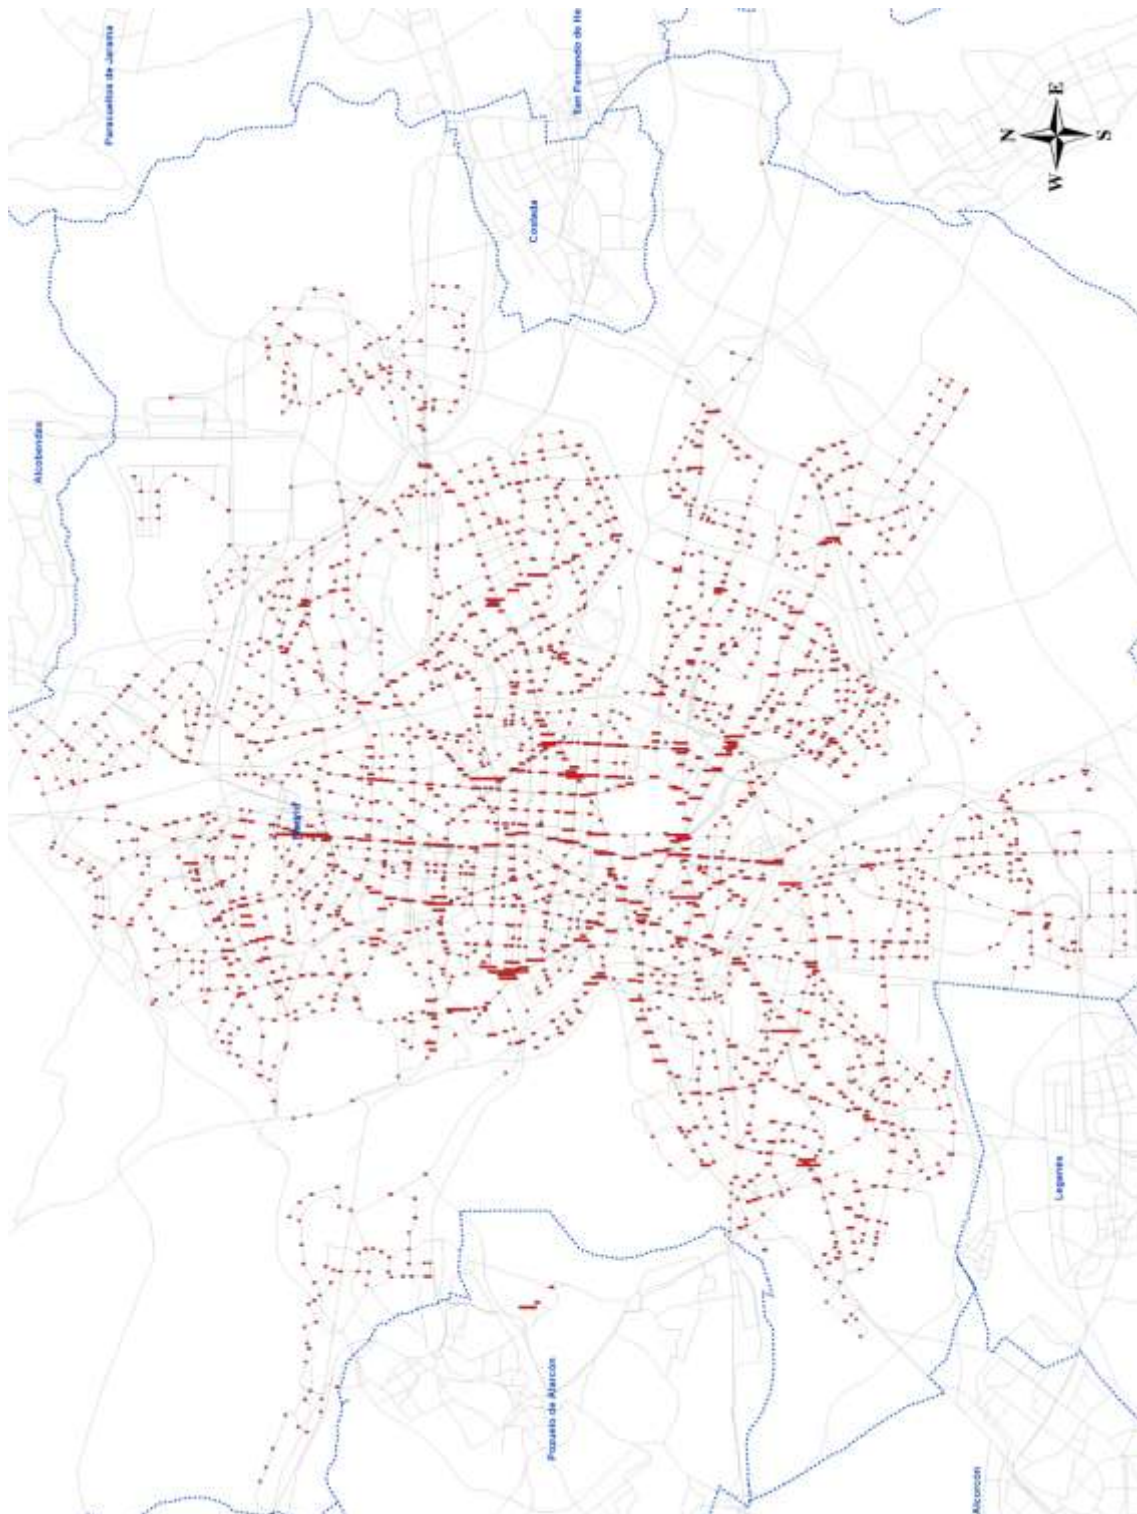 Paracuellos de Jarama
San Fernando de He
N
E
W
S
Coslada
Alcobendas
Madrid
Leganés
Pozuelo de Alarcón
Alcorcón